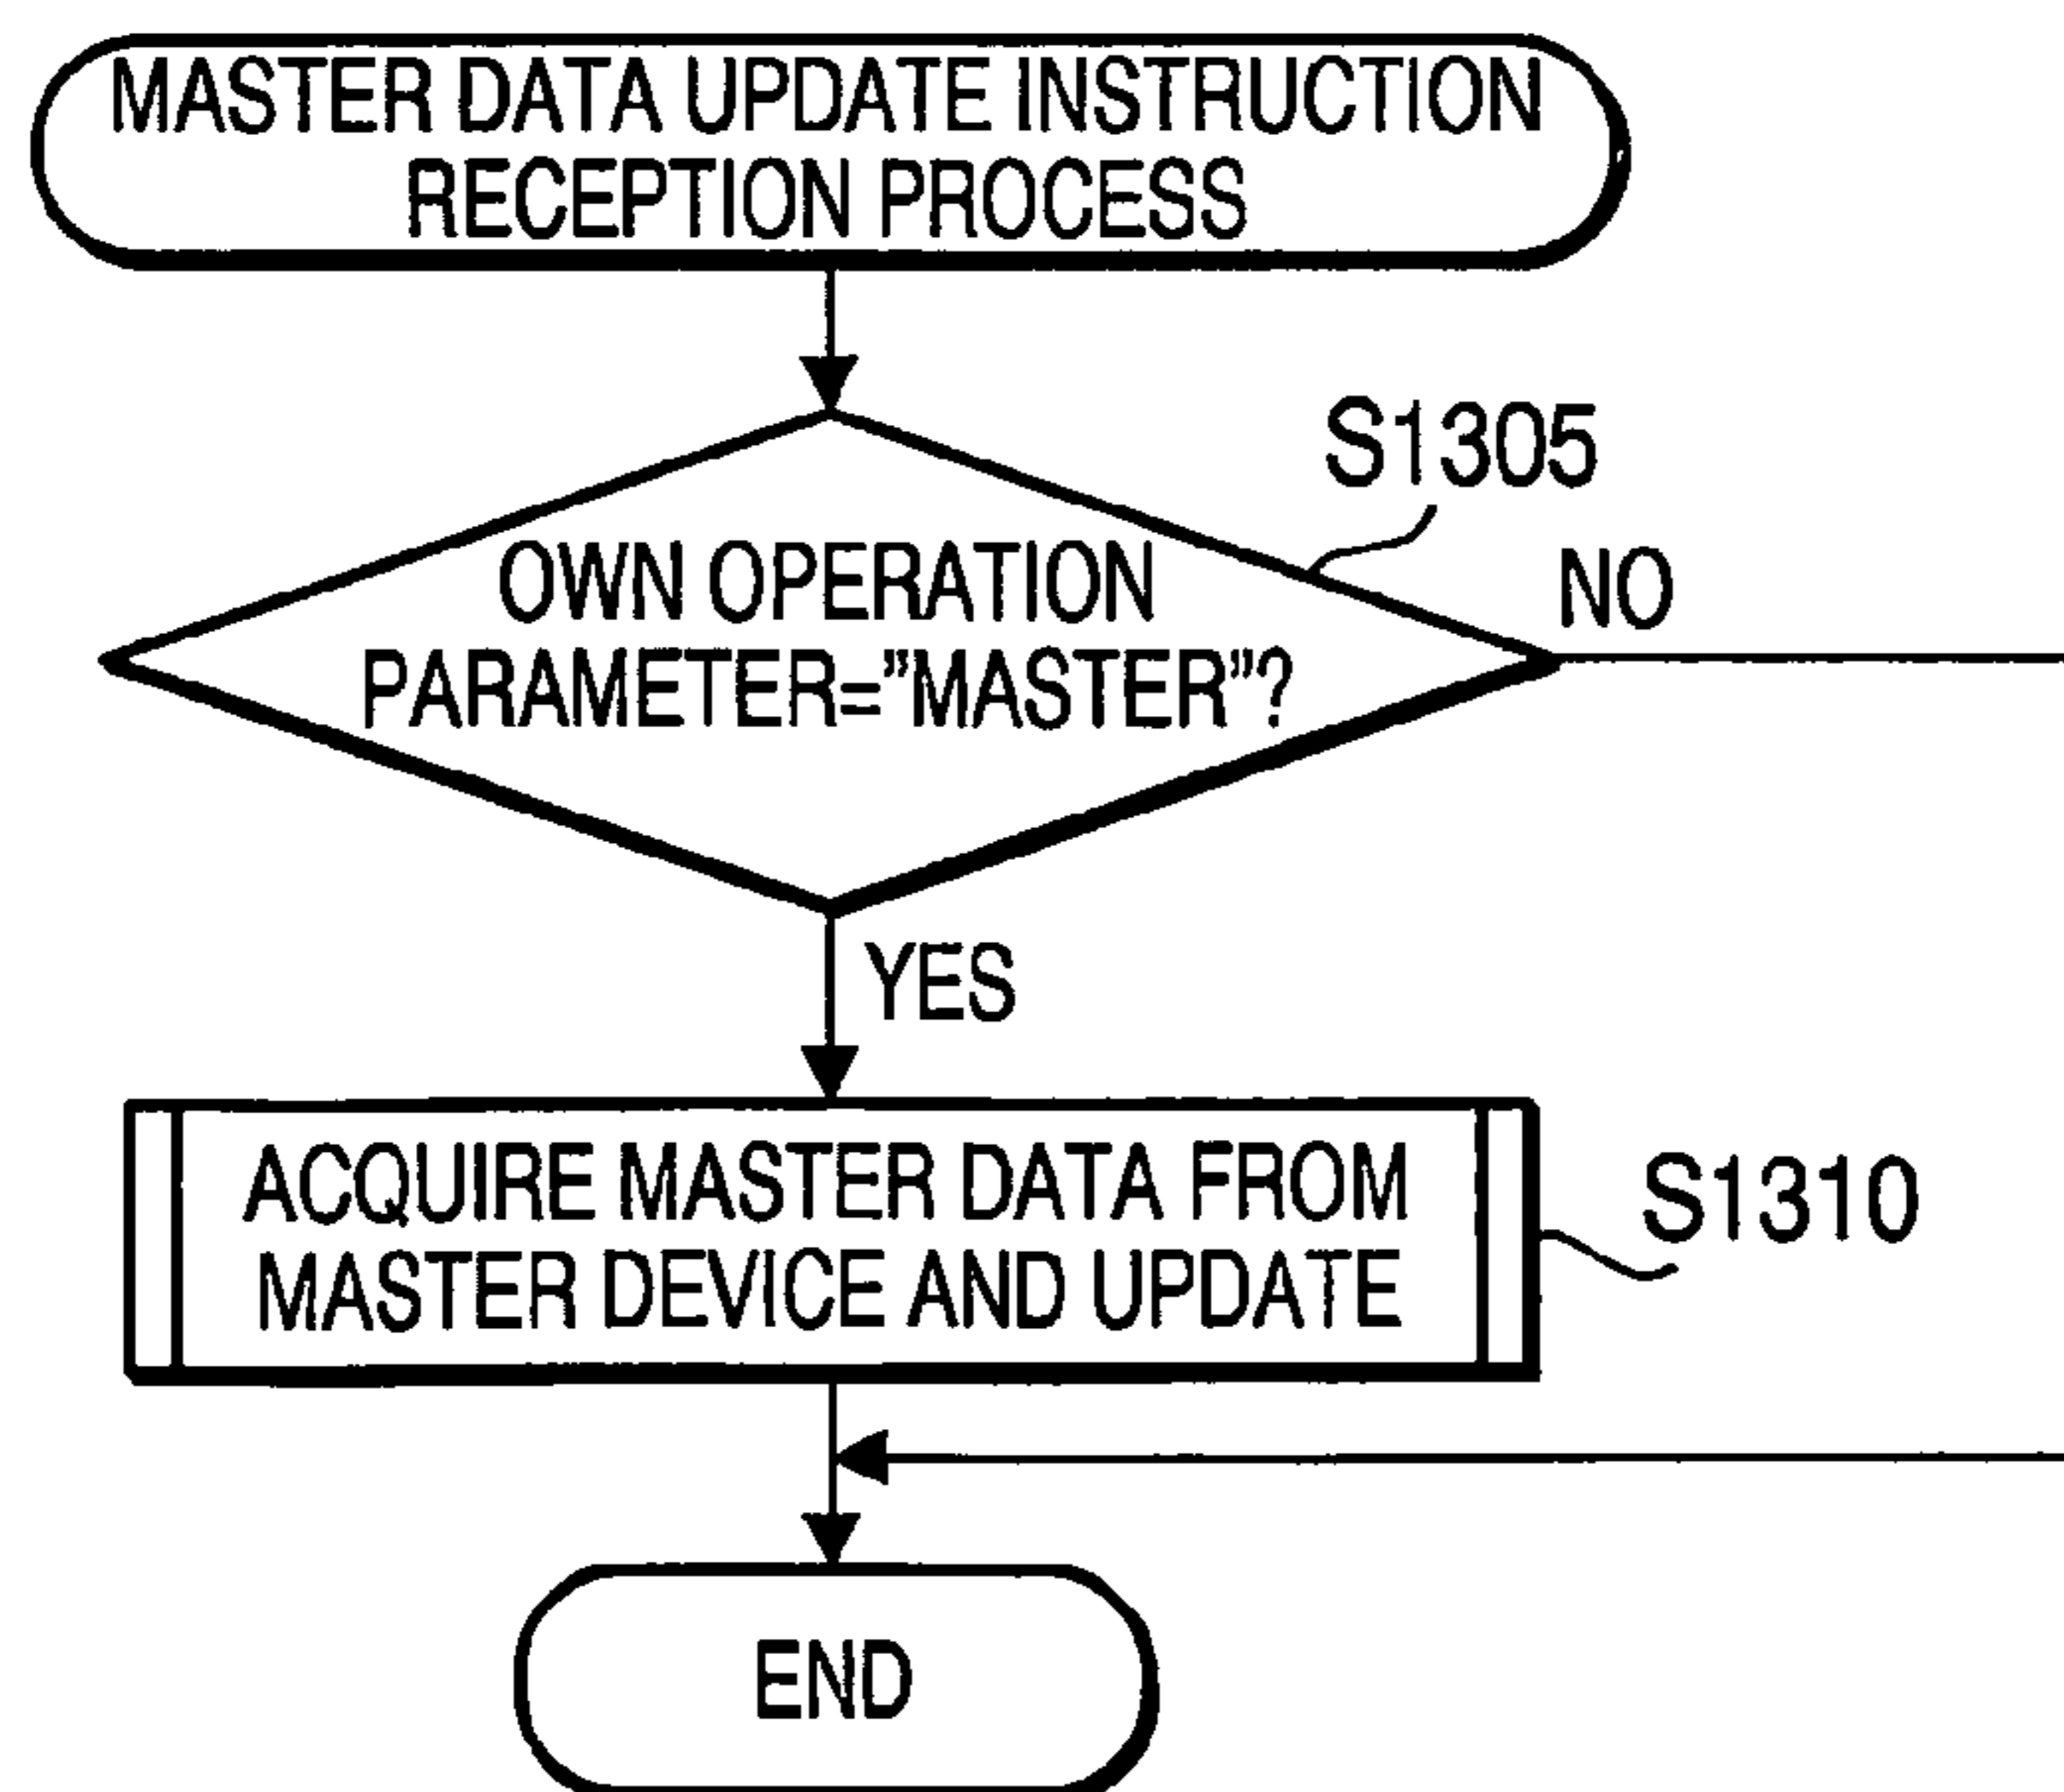 MASTER DATA UPDATE INSTRUCTION
RECEPTION PROCESS
S1305
OWN OPERATION
PARAMETER=”MASTER”?
NO
YES
ACQUIRE MASTER DATA FROM
MASTER DEVICE AND UPDATE
S1310
END